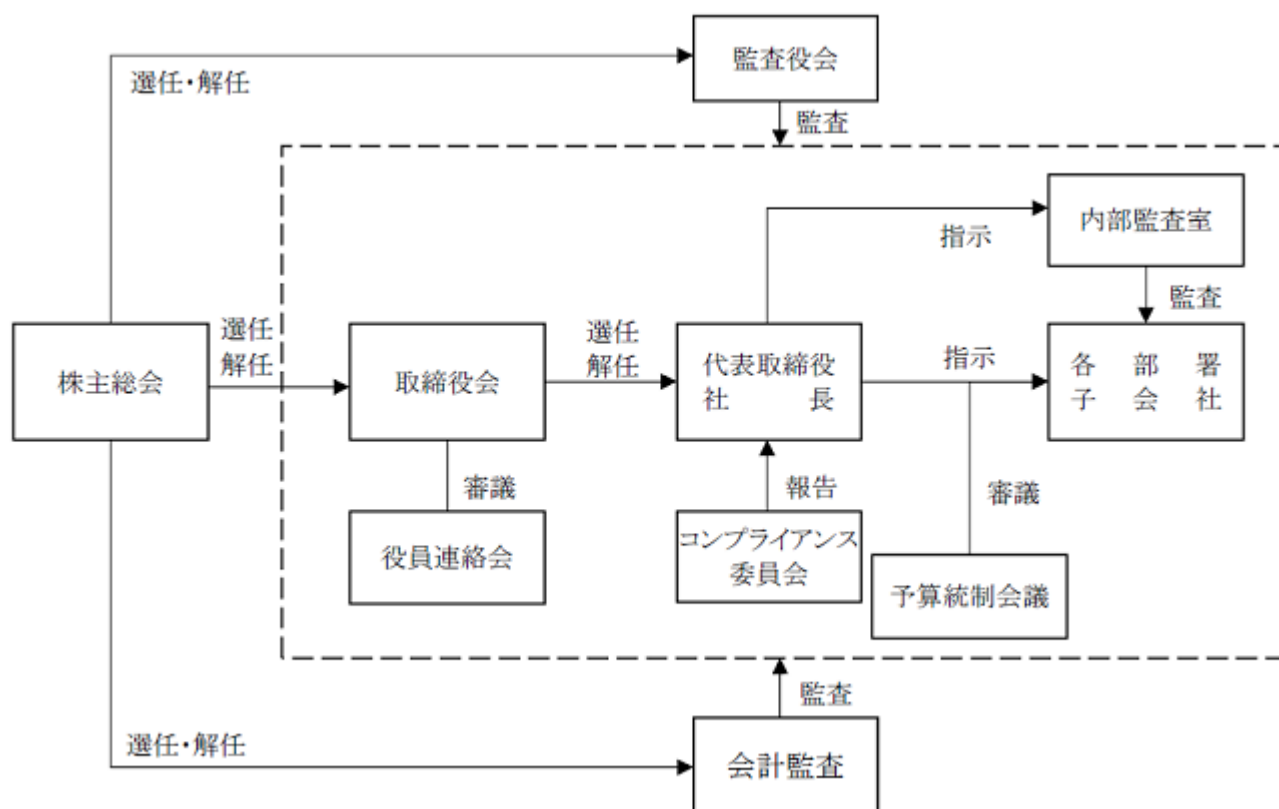 監査役会
選任・解任
監査
内部監査室
指示
監査
株主総会
選任
解任
取締役会
選任
解任
代表取締役
社長
指示
各部署
子会社
審議
役員連絡会
報告
コンプライアンス
委員会
審議
予算統制会議
監査
選任・解任
会計監査